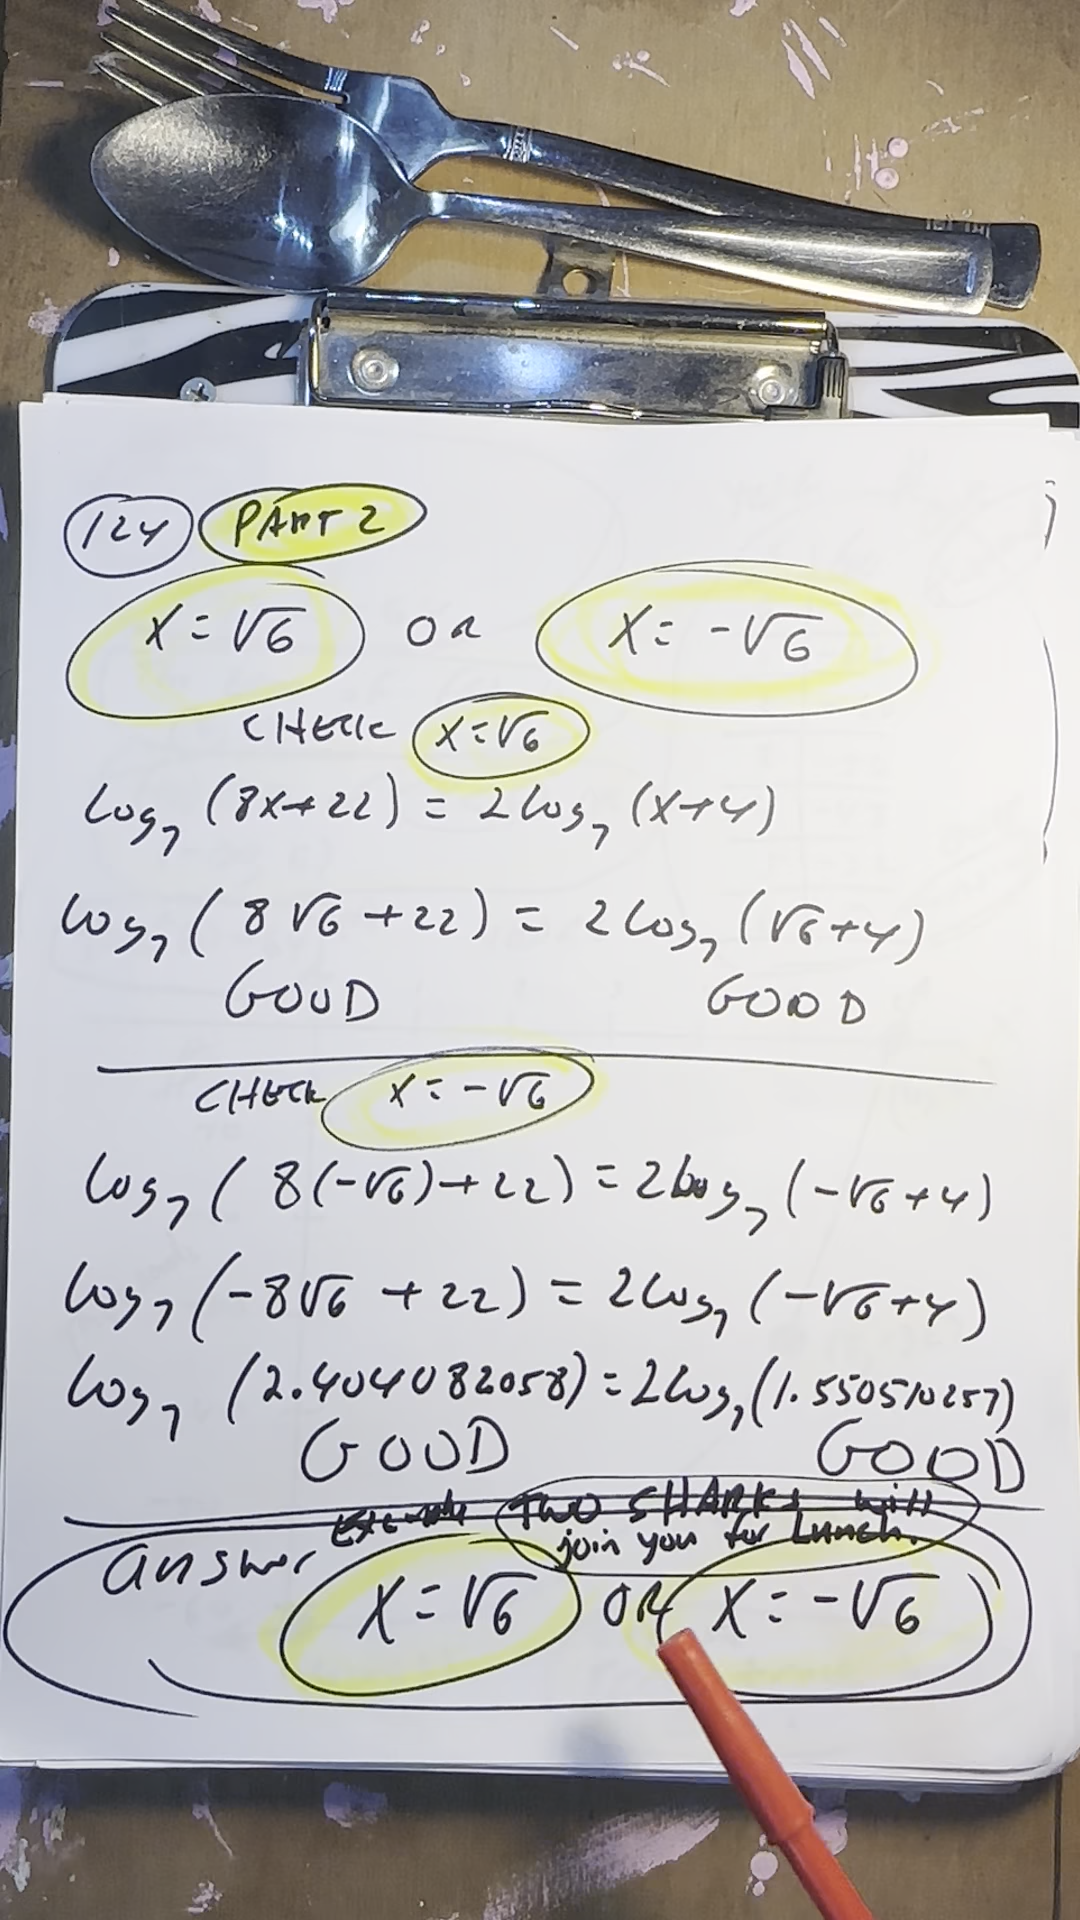 124 PART 2
x = √6 OR x = -√6
CHECK x = √6
log₇ (8x+22) = 2log₇ (x+4)
log₇ (8√6 +22) = 2log₇ (√6+4)
GOOD GOOD
CHECK x = -√6
log₇ (8(-√6)+22) = 2log₇ (-√6+4)
log₇ (-8√6 +22) = 2log₇ (-√6+4)
log₇ (2.404082058) = 2log₇ (1.550510257)
GOOD GOOD
TWO SHARKS will
join you for Lunch.
answer x = √6 OR x = -√6